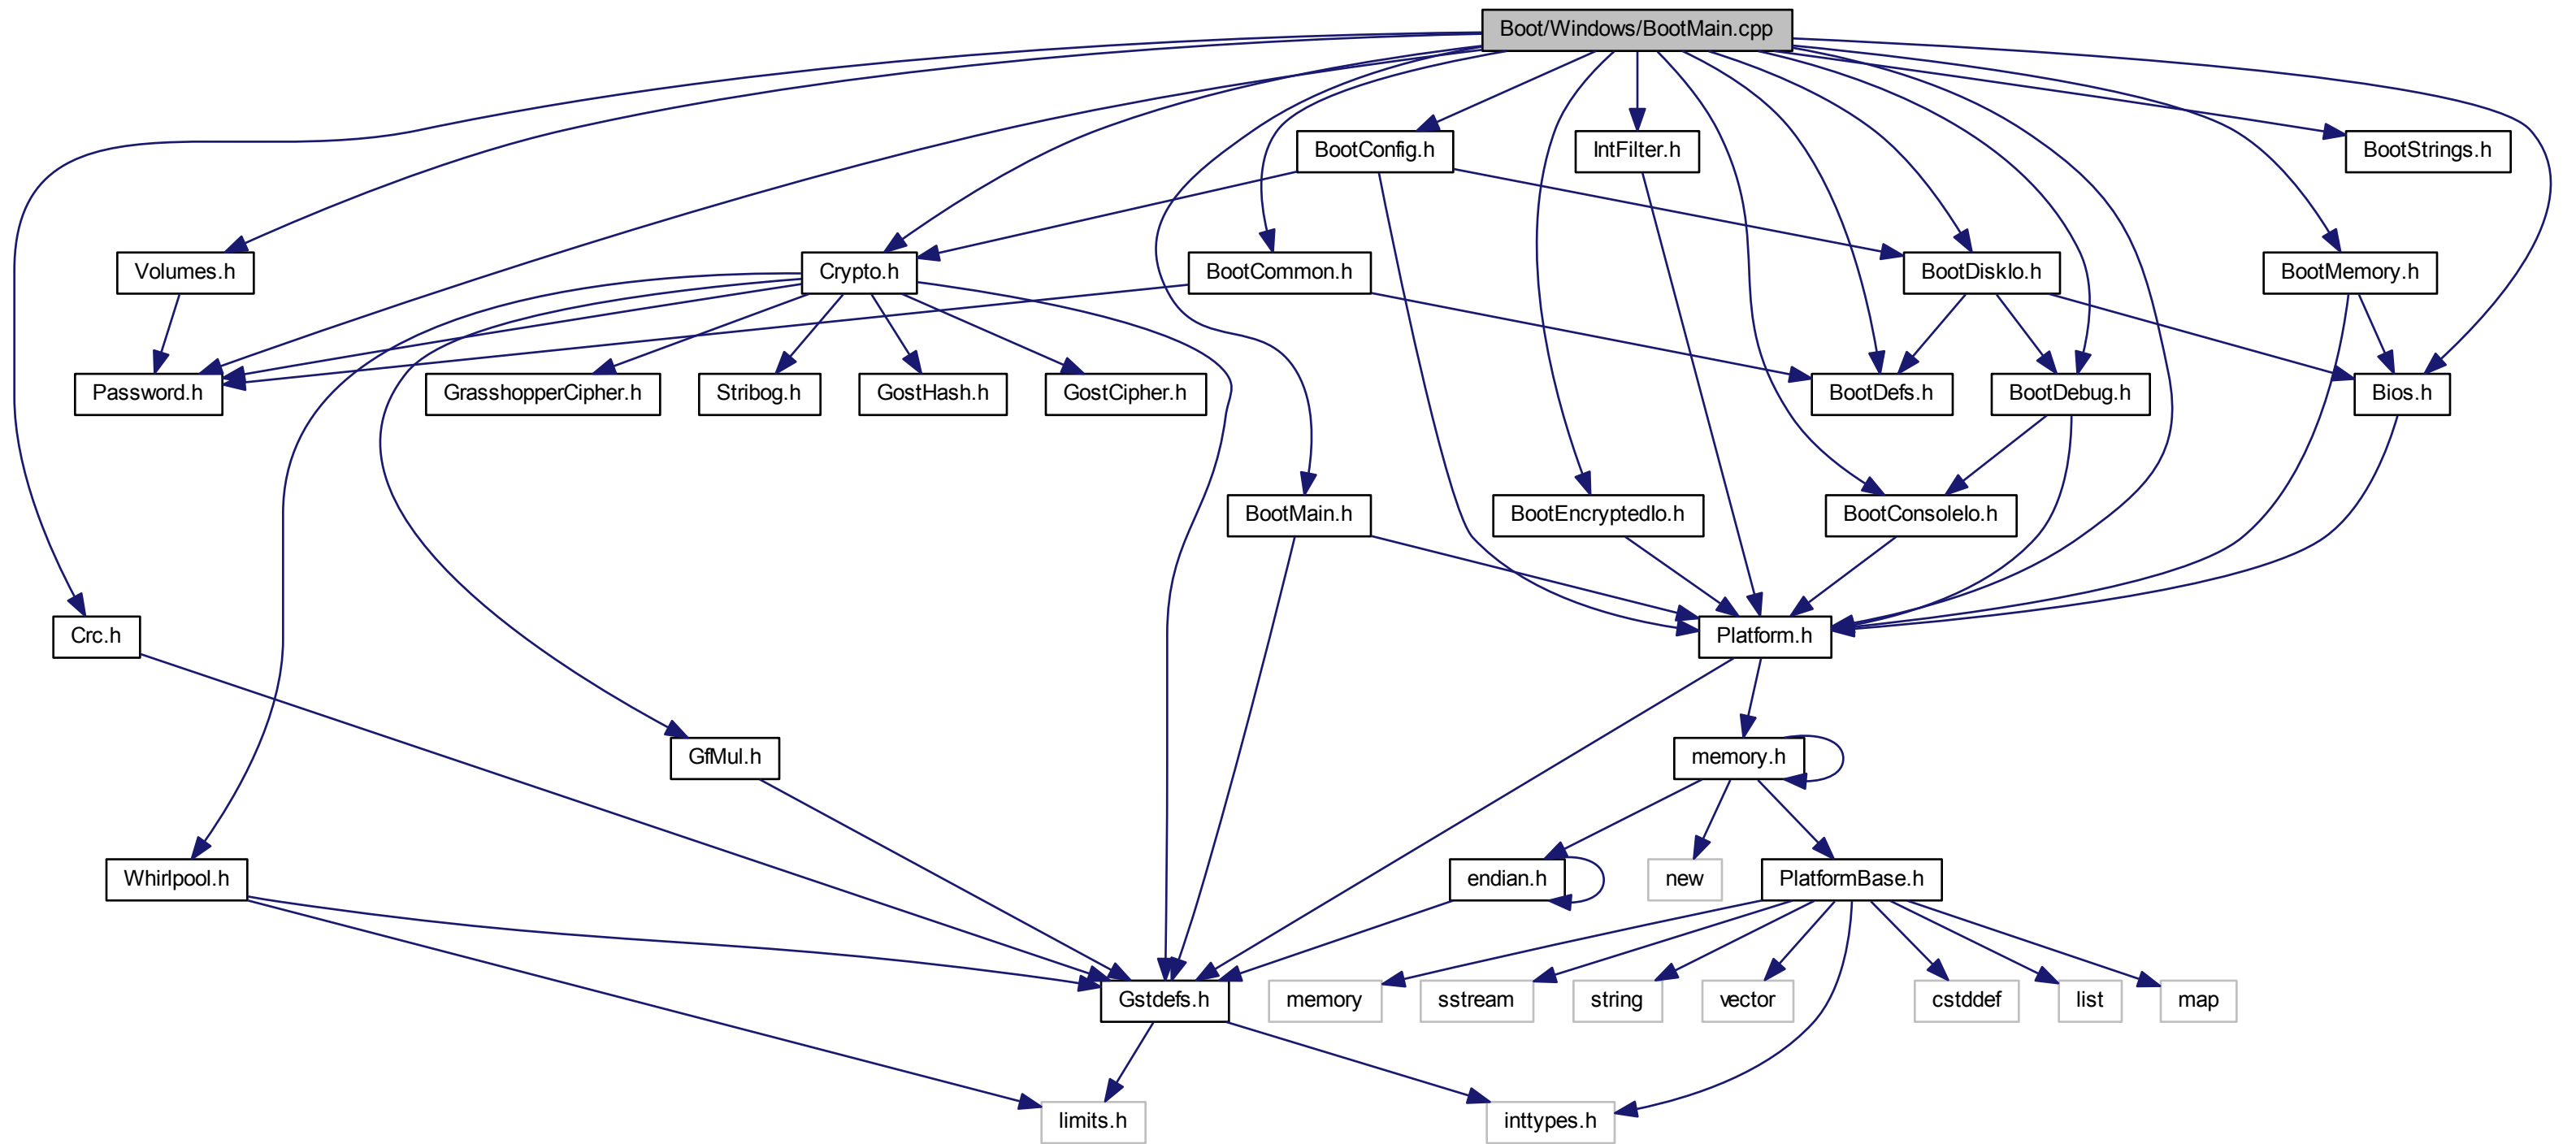 Boot/Windows/BootMain.cpp
BootConfig.h
IntFilter.h
BootStrings.h
Volumes.h
Crypto.h
BootCommon.h
BootDiskIo.h
BootMemory.h
Password.h
GrasshopperCipher.h
Stribog.h
GostHash.h
GostCipher.h
BootDefs.h
BootDebug.h
Bios.h
BootMain.h
BootEncryptedIo.h
BootConsoleIo.h
Crc.h
Platform.h
GfMul.h
memory.h
Whirlpool.h
endian.h
new
PlatformBase.h
Gstdefs.h
memory
sstream
string
vector
cstddef
list
map
limits.h
inttypes.h